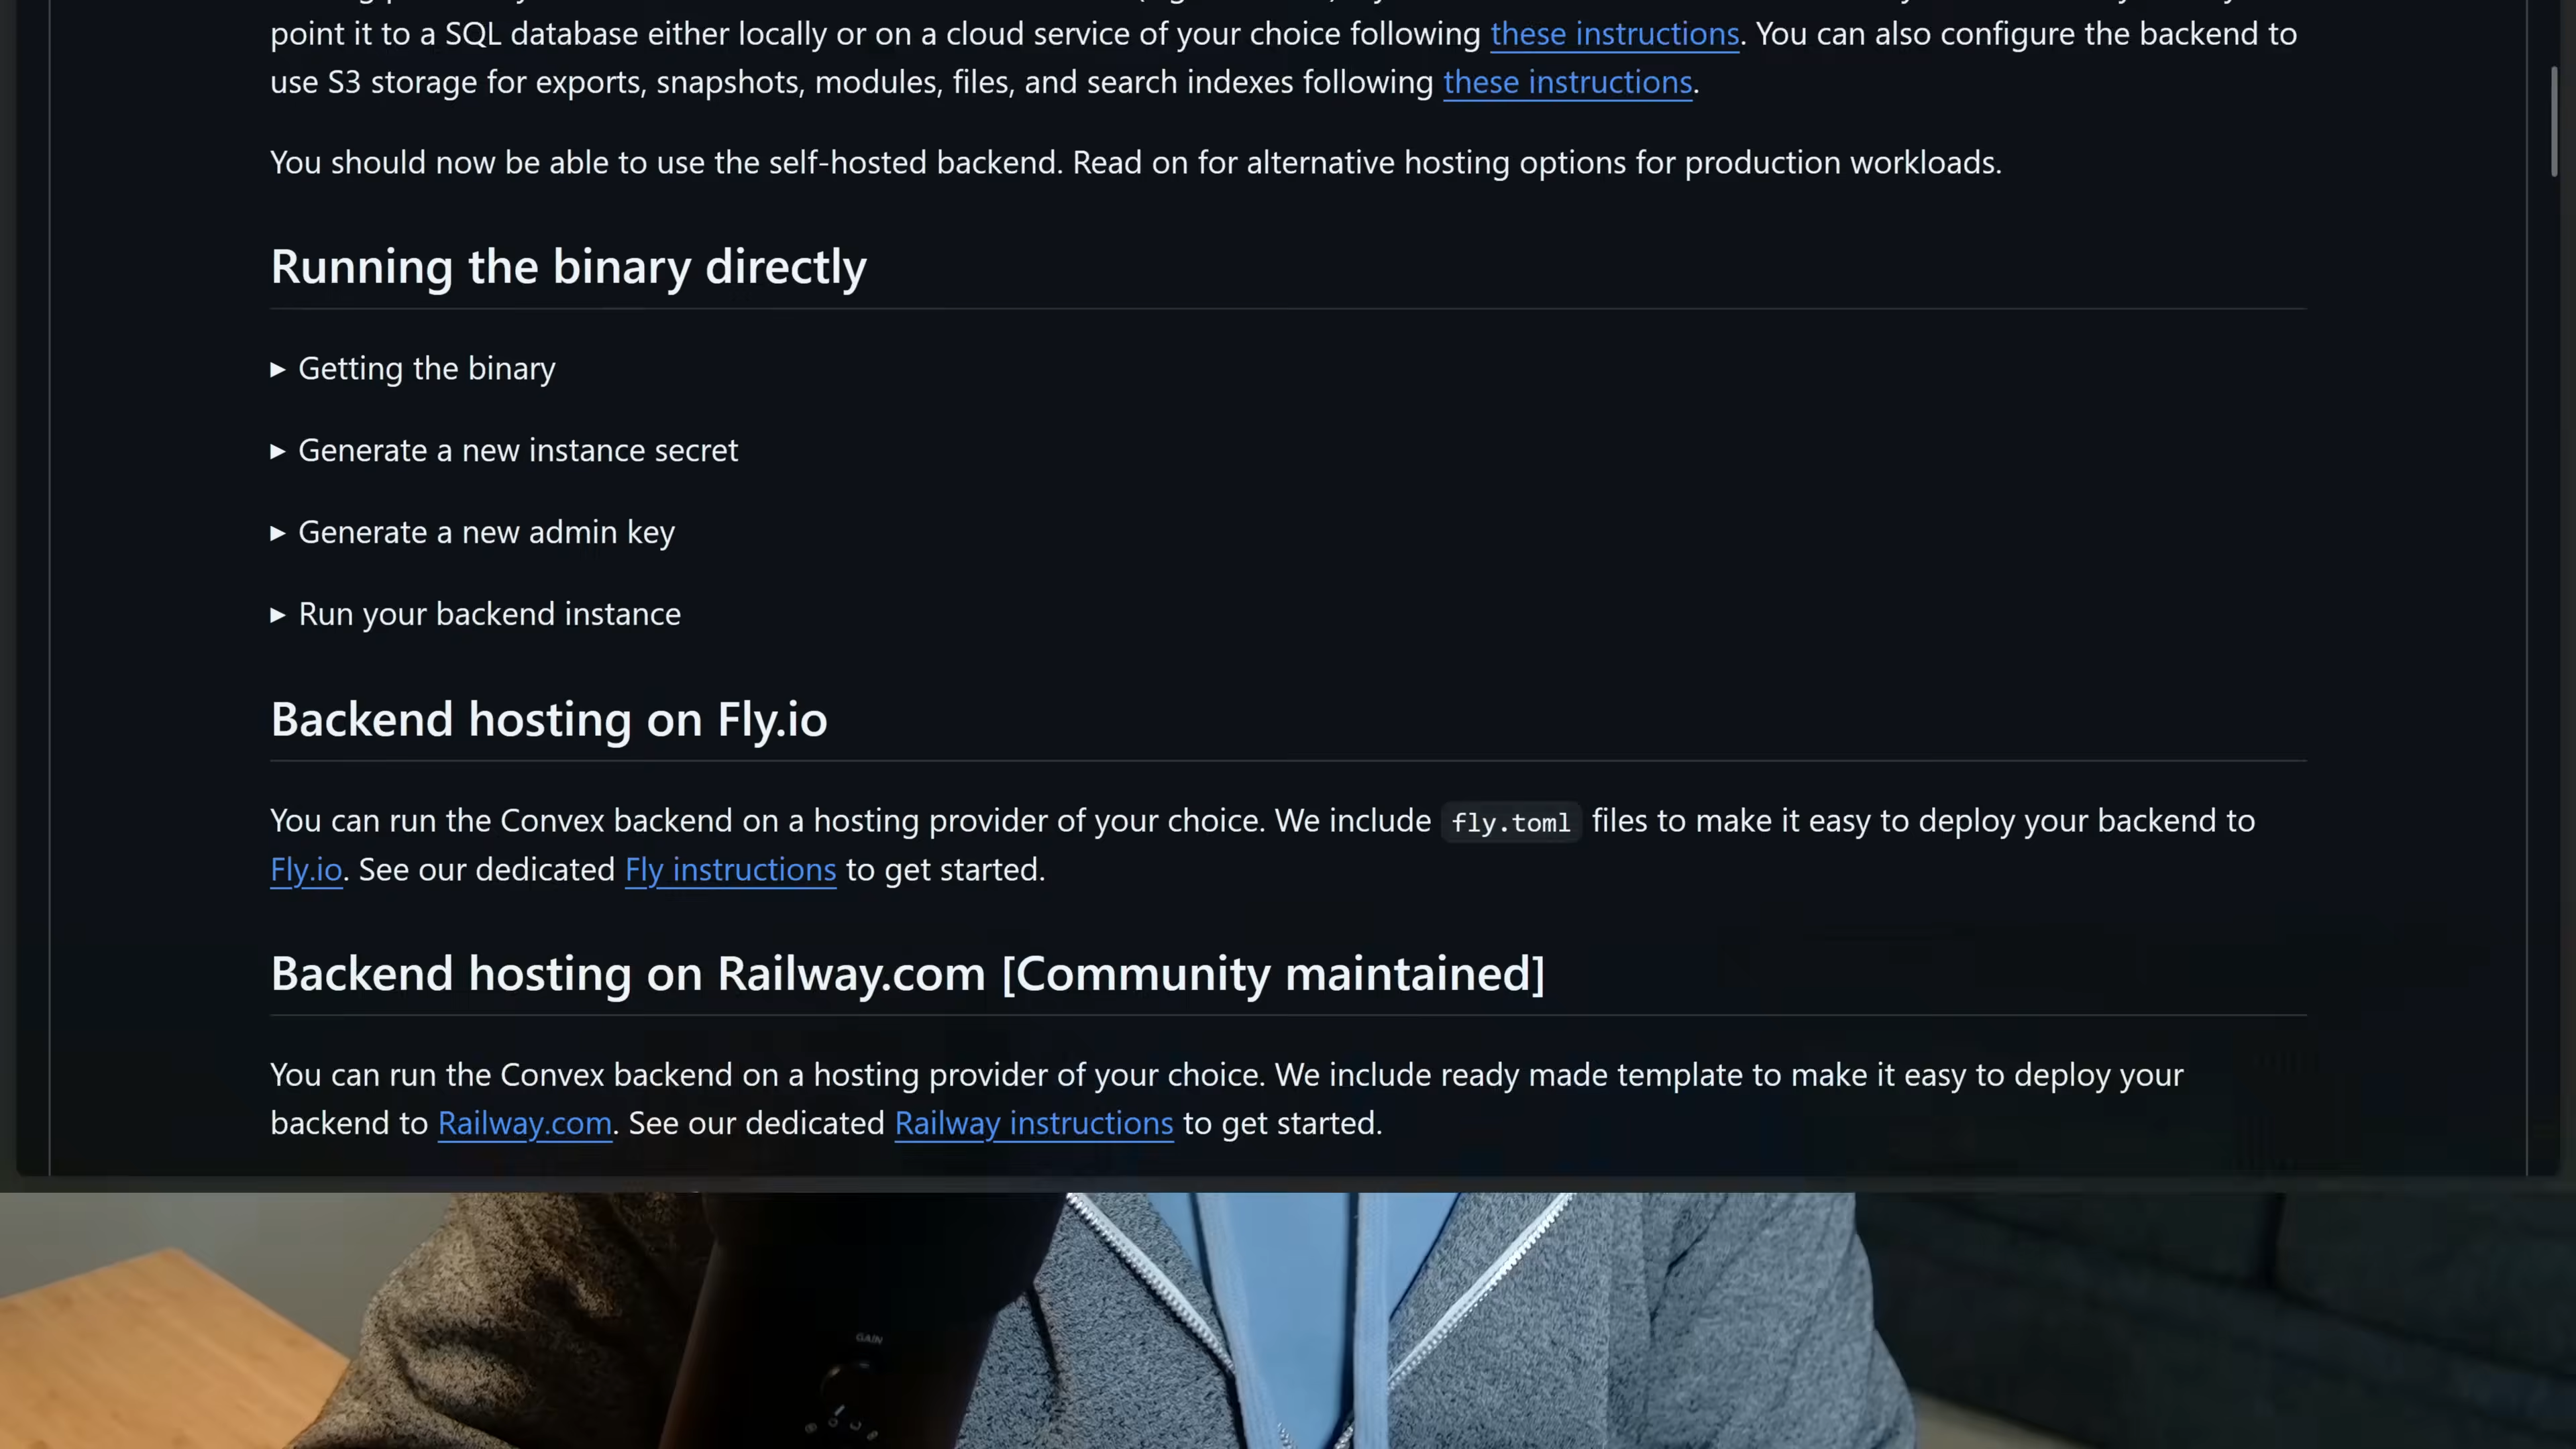 point it to a SQL database either locally or on a cloud service of your choice following these instructions. You can also configure the backend to
use S3 storage for exports, snapshots, modules, files, and search indexes following these instructions.
You should now be able to use the self-hosted backend. Read on for alternative hosting options for production workloads.
Running the binary directly
▶ Getting the binary
▶ Generate a new instance secret
▶ Generate a new admin key
▶ Run your backend instance
Backend hosting on Fly.io
You can run the Convex backend on a hosting provider of your choice. We include fly.toml files to make it easy to deploy your backend to
Fly.io. See our dedicated Fly instructions to get started.
Backend hosting on Railway.com [Community maintained]
You can run the Convex backend on a hosting provider of your choice. We include ready made template to make it easy to deploy your
backend to Railway.com. See our dedicated Railway instructions to get started.
GAIN